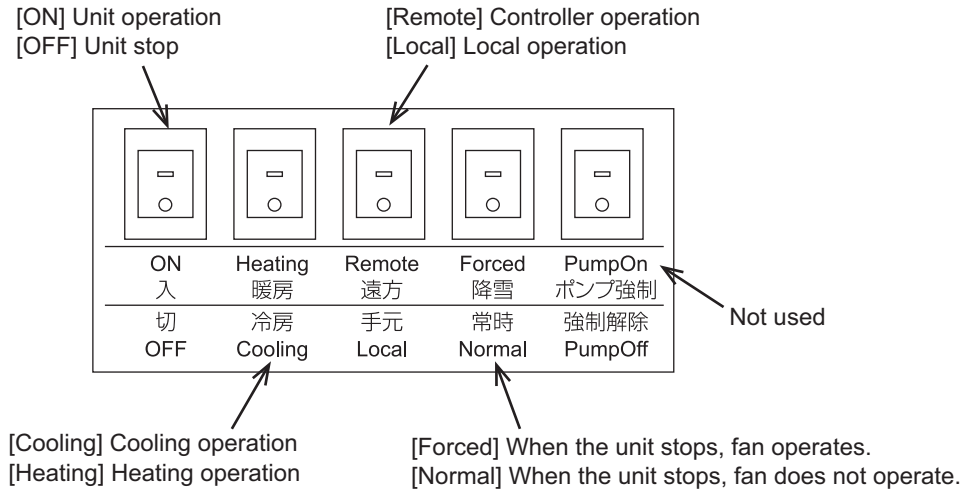 [ON] Unit operation
[OFF] Unit stop
[Remote] Controller operation
[Local] Local operation
ON Heating Remote Forced PumpOn
入 暖房 遠方 降雪 ポンプ強制
切 冷房 手元 常時 強制解除
OFF Cooling Local Normal PumpOff
Not used
[Cooling] Cooling operation
[Heating] Heating operation
[Forced] When the unit stops, fan operates.
[Normal] When the unit stops, fan does not operate.